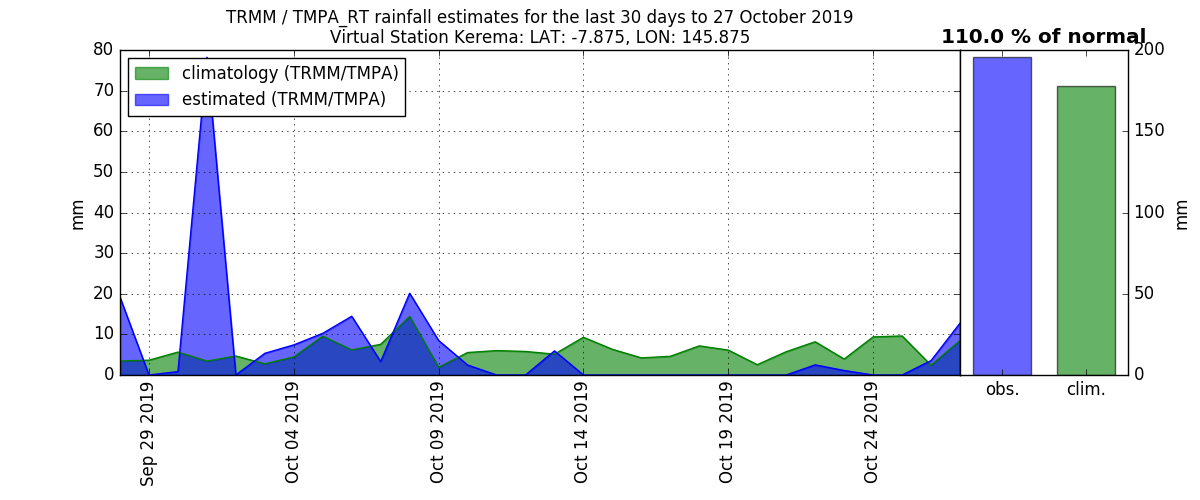 TRMM / TMPA_RT rainfall estimates for the last 30 days to 27 October 2019
Virtual Station Kerema: LAT: -7.875, LON: 145.875
110.0 % of normal
climatology (TRMM/TMPA)
estimated (TRMM/TMPA)
80
70
60
50
40
30
20
10
0
mm
Sep 29 2019
Oct 04 2019
Oct 09 2019
Oct 14 2019
Oct 19 2019
Oct 24 2019
obs.
clim.
200
150
100
50
0
mm